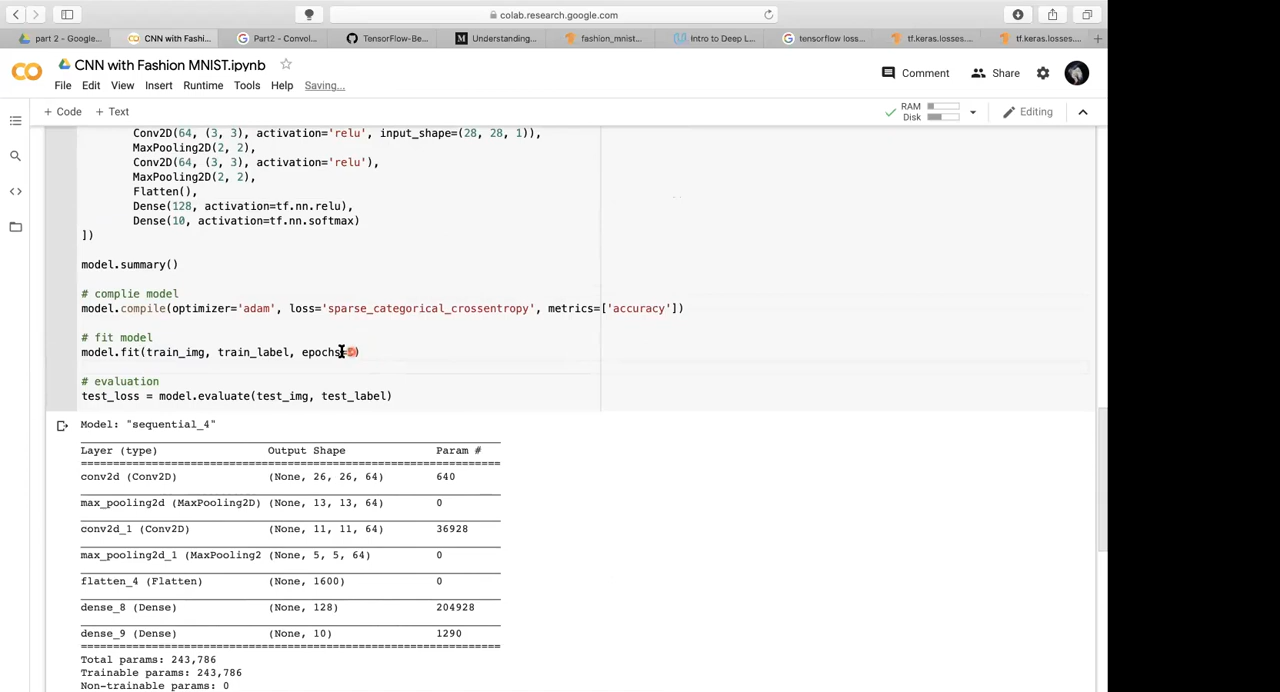 colab.research.google.com
part 2 - Google...
CNN with Fashi...
Part2 - Convol...
TensorFlow-Be...
Understanding...
fashion_mnist...
Intro to Deep L...
tensorflow loss...
tf.keras.losses....
tf.keras.losses....
CNN with Fashion MNIST.ipynb
Comment
Share
File Edit View Insert Runtime Tools Help Saving...
+ Code + Text
RAM
Disk
Editing
Conv2D(64, (3, 3), activation='relu', input_shape=(28, 28, 1)),
MaxPooling2D(2, 2),
Conv2D(64, (3, 3), activation='relu'),
MaxPooling2D(2, 2),
Flatten(),
Dense(128, activation=tf.nn.relu),
Dense(10, activation=tf.nn.softmax)
])
model.summary()
# complie model
model.compile(optimizer='adam', loss='sparse_categorical_crossentropy', metrics=['accuracy'])
# fit model
model.fit(train_img, train_label, epochs=)
# evaluation
test_loss = model.evaluate(test_img, test_label)
Model: "sequential_4"
Layer (type) Output Shape Param #
conv2d (Conv2D) (None, 26, 26, 64) 640
max_pooling2d (MaxPooling2D) (None, 13, 13, 64) 0
conv2d_1 (Conv2D) (None, 11, 11, 64) 36928
max_pooling2d_1 (MaxPooling2 (None, 5, 5, 64) 0
flatten_4 (Flatten) (None, 1600) 0
dense_8 (Dense) (None, 128) 204928
dense_9 (Dense) (None, 10) 1290
Total params: 243,786
Trainable params: 243,786
Non-trainable params: 0